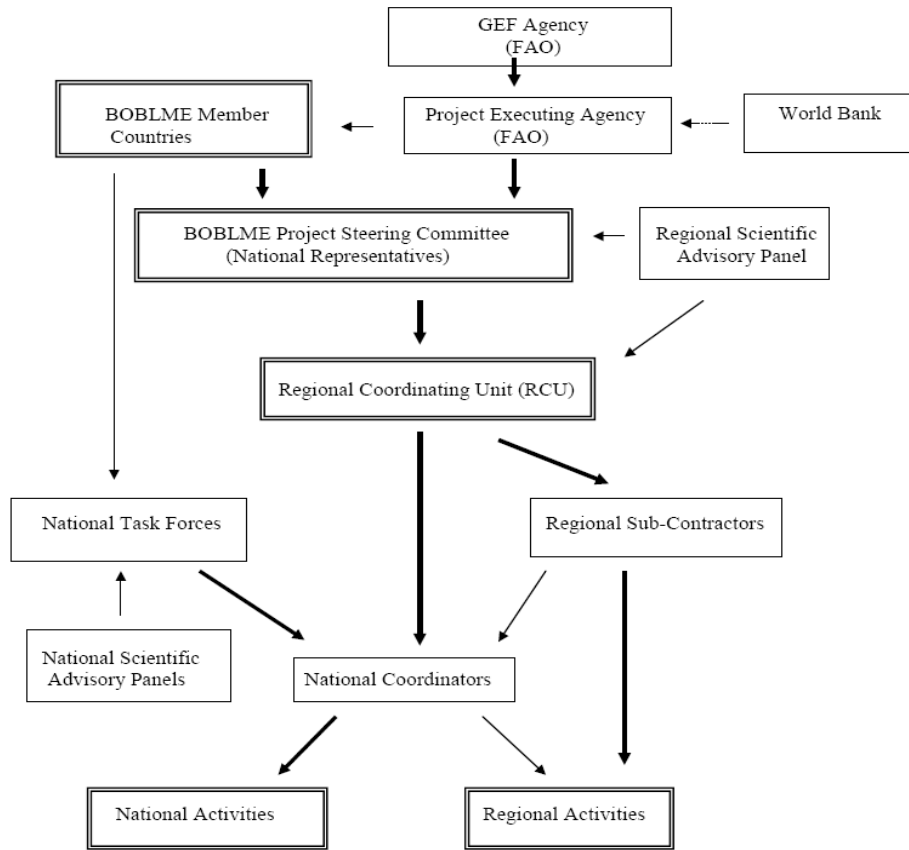 GEF Agency
(FAO)
BOBLME Member
Countries
Project Executing Agency
(FAO)
World Bank
BOBLME Project Steering Committee
(National Representatives)
Regional Scientific
Advisory Panel
Regional Coordinating Unit (RCU)
National Task Forces
Regional Sub-Contractors
National Scientific
Advisory Panels
National Coordinators
National Activities
Regional Activities